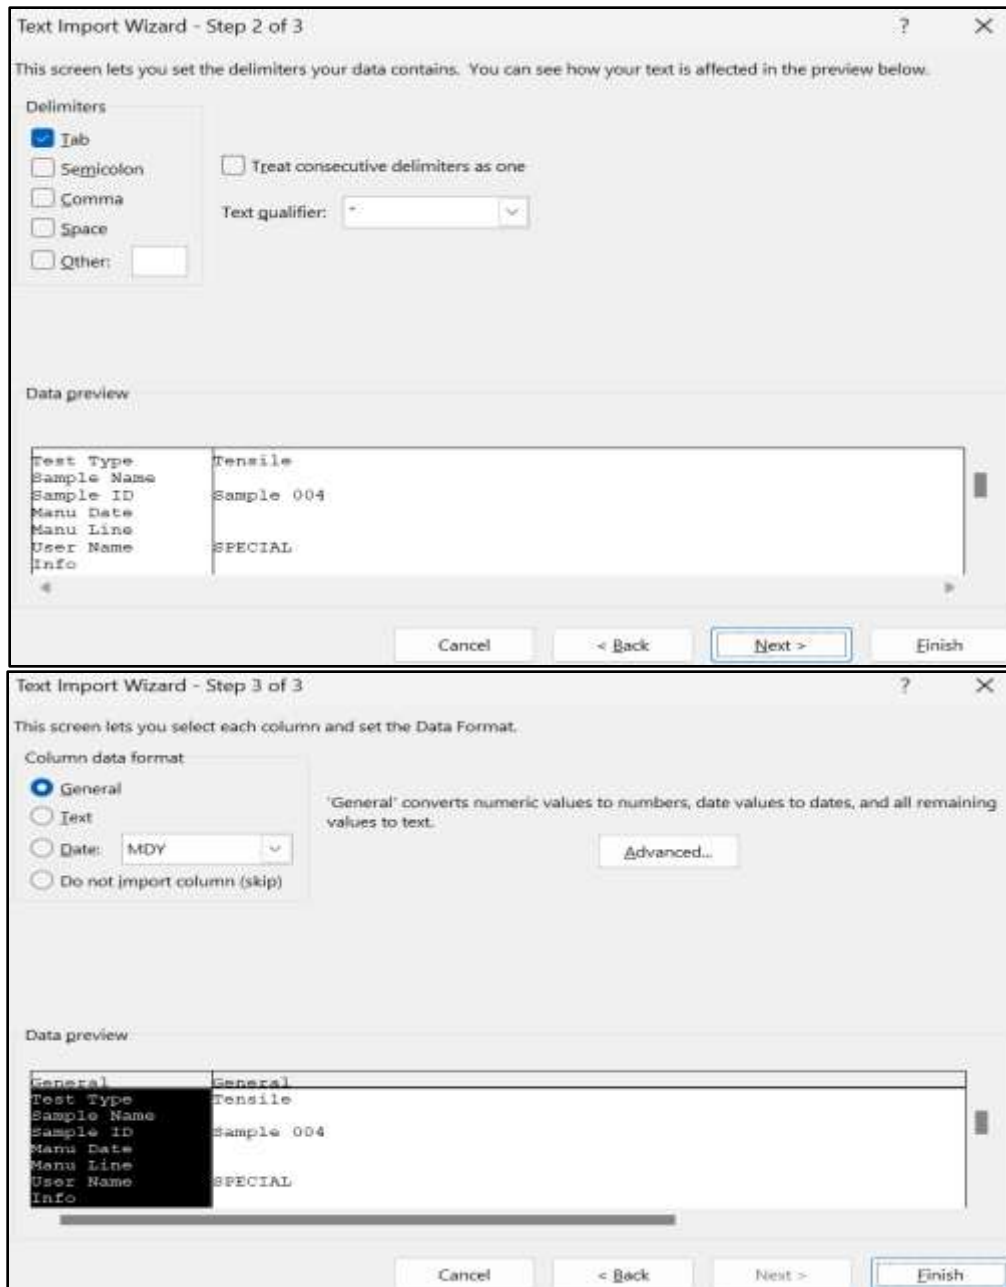 Text Import Wizard - Step 2 of 3 ?
This screen lets you set the delimiters your data contains. You can see how your text is affected in the preview below.
Delimiters
Tab
Semicolon
Comma
Space
Other:
Treat consecutive delimiters as one
Text qualifier: "
Data preview
Test Type Tensile
Sample Name
Sample ID Sample 004
Manu Date
Manu Line
User Name SPECIAL
Info
Cancel < Back Next > Finish
Text Import Wizard - Step 3 of 3 ?
This screen lets you select each column and set the Data Format.
Column data format
General
Text
Date: MDY
Do not import column (skip)
'General' converts numeric values to numbers, date values to dates, and all remaining
values to text.
Advanced...
Data preview
General General
Test Type Tensile
Sample Name
Sample ID Sample 004
Manu Date
Manu Line
User Name SPECIAL
Info
Cancel < Back Next > Finish